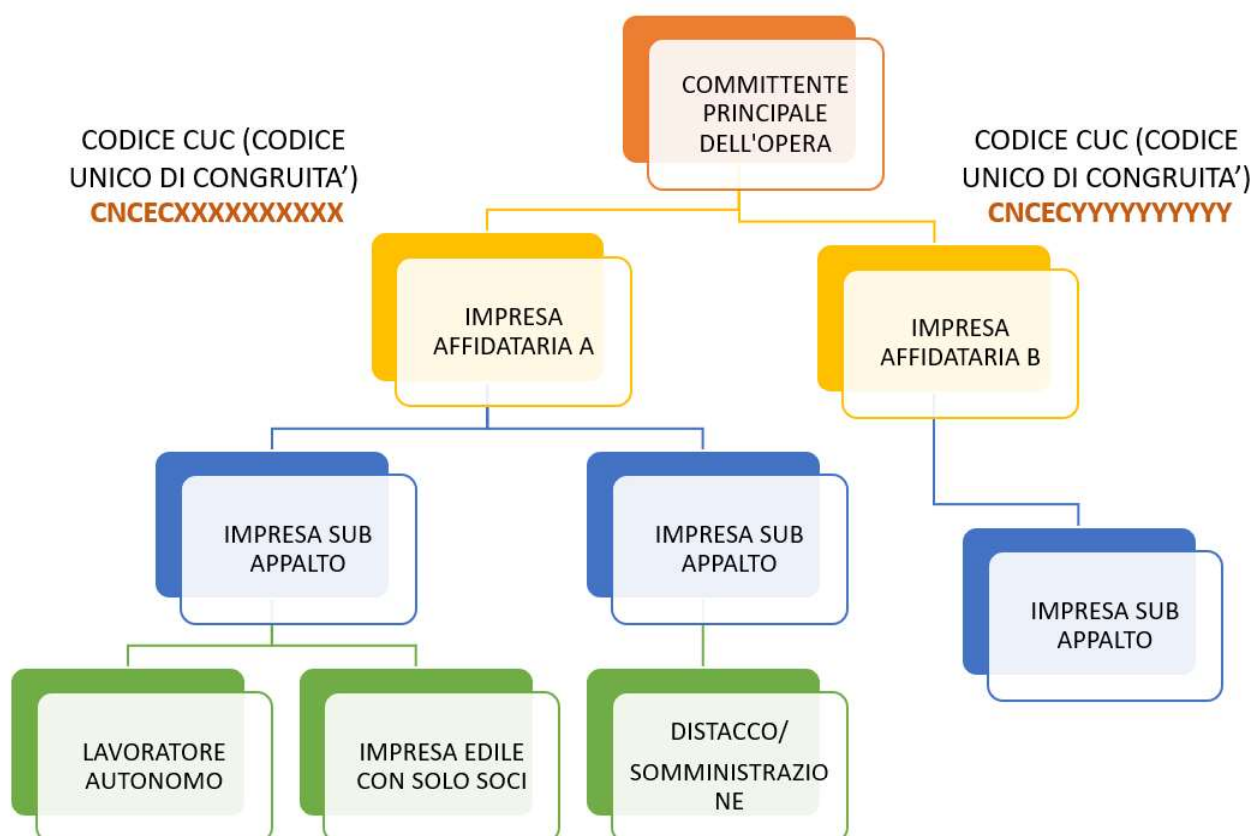 COMMITTENTE
PRINCIPALE
DELL'OPERA
CODICE CUC (CODICE
UNICO DI CONGRUITA’)
CNCECXXXXXXXXXX
CODICE CUC (CODICE
UNICO DI CONGRUITA’)
CNCECYYYYYYYYYY
IMPRESA
AFFIDATARIA A
IMPRESA
AFFIDATARIA B
IMPRESA SUB
APPALTO
IMPRESA SUB
APPALTO
IMPRESA SUB
APPALTO
LAVORATORE
AUTONOMO
IMPRESA EDILE
CON SOLO SOCI
DISTACCO/
SOMMINISTRAZIO
NE